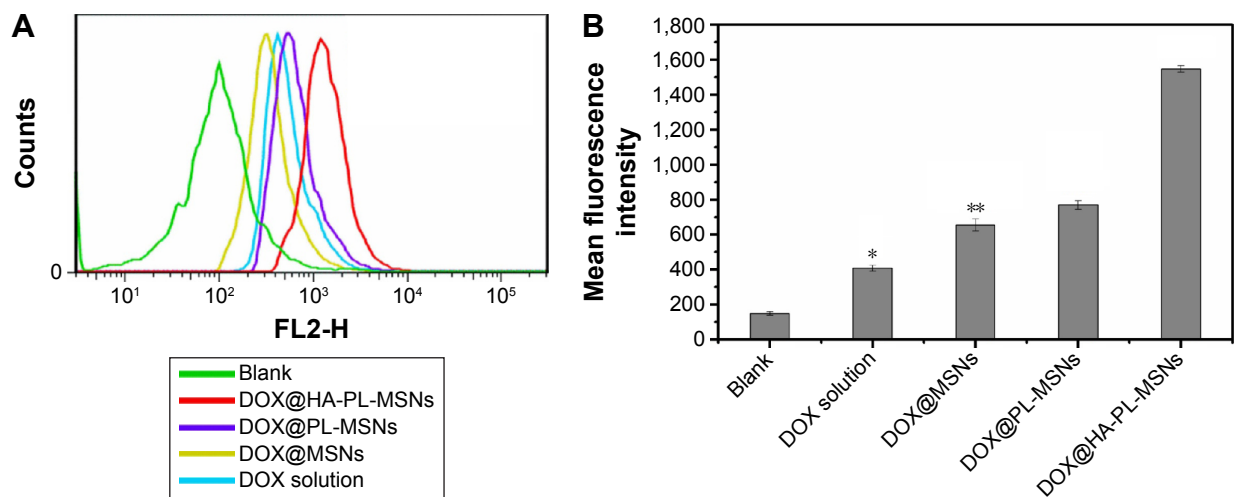 A
Counts
0
10¹
10²
10³
10⁴
10⁵
FL2-H
Blank
DOX@HA-PL-MSNs
DOX@PL-MSNs
DOX@MSNs
DOX solution
B
Mean fluorescence
intensity
1,800
1,600
1,400
1,200
1,000
800
600
400
200
0
*
**
Blank
DOX solution
DOX@MSNs
DOX@PL-MSNs
DOX@HA-PL-MSNs